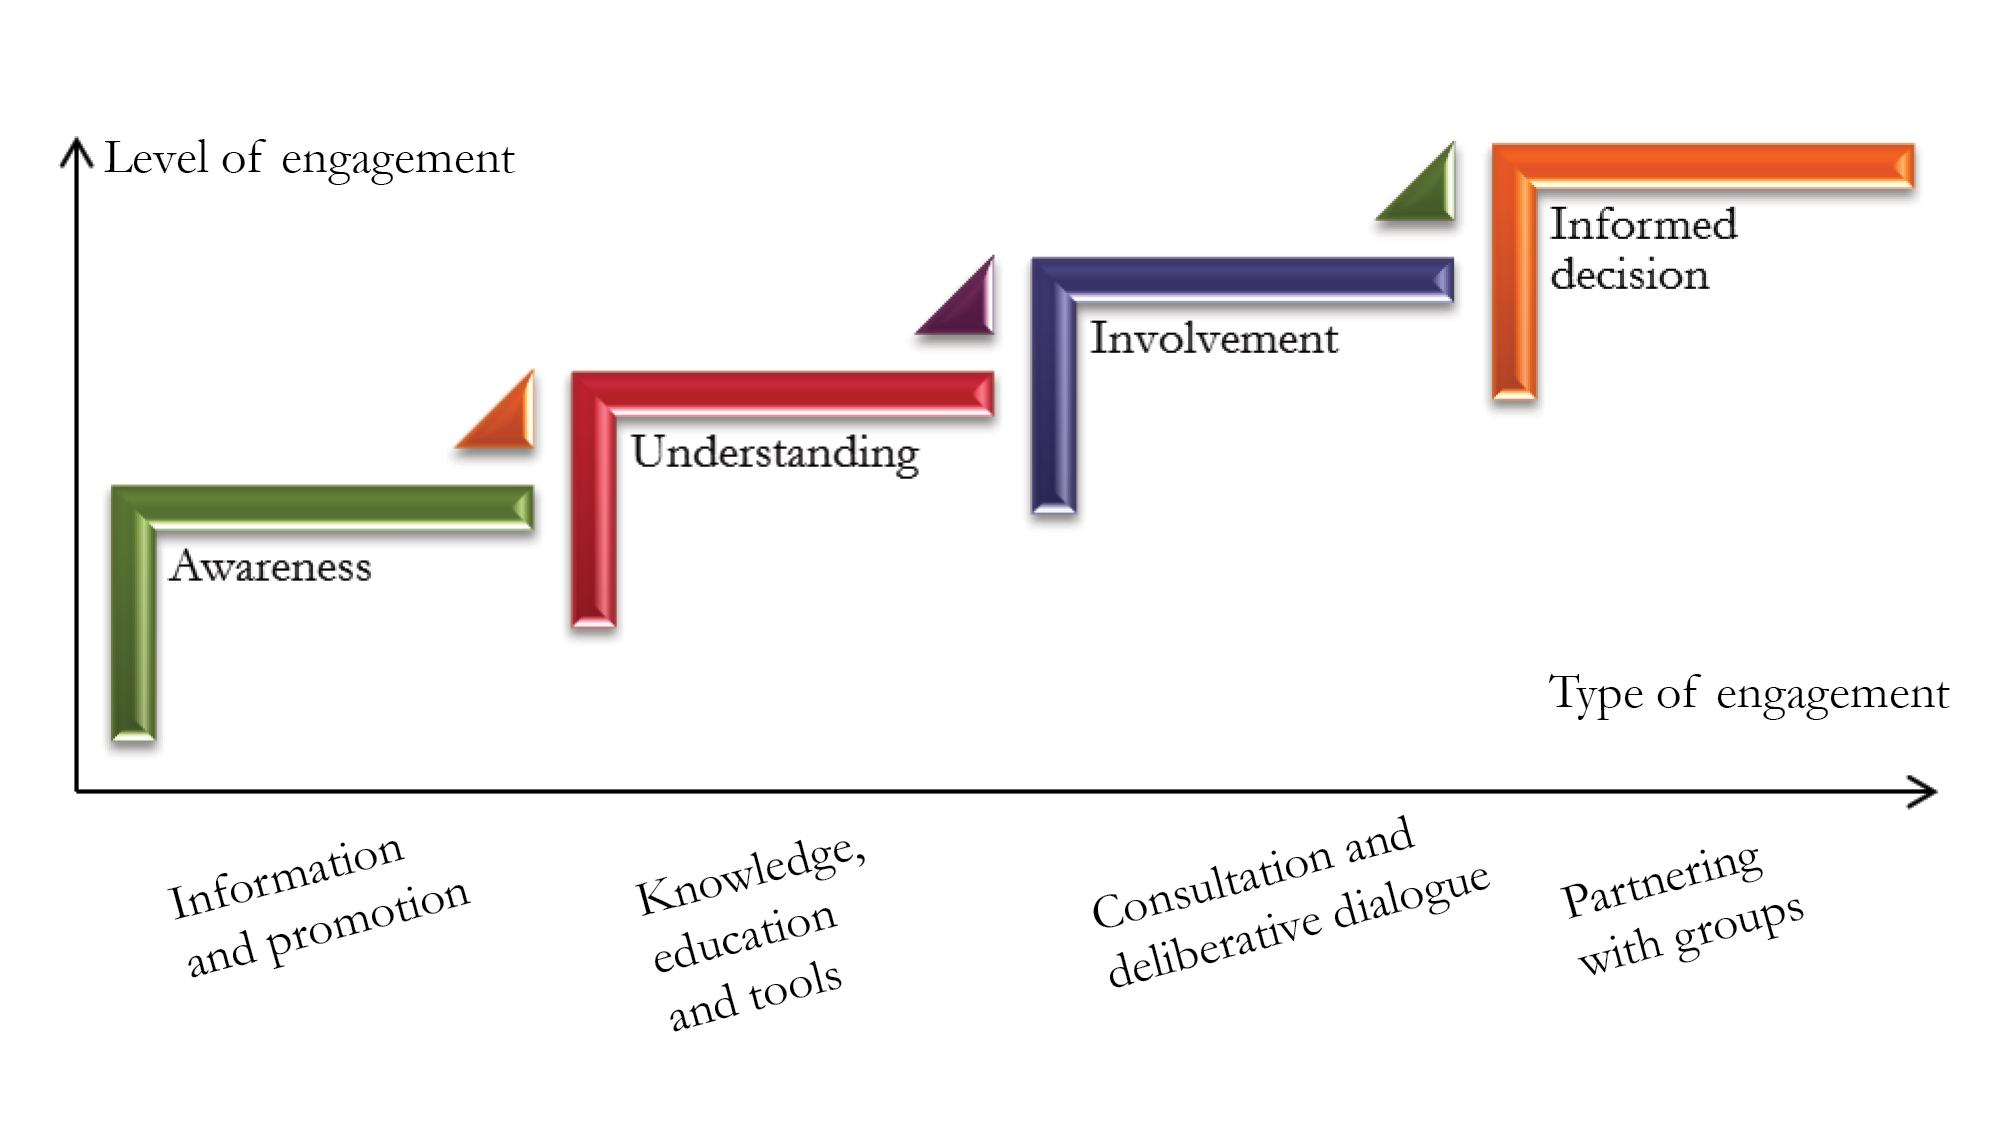 Level of engagement
Informed
decision
Involvement
Understanding
Awareness
Type of engagement
Information
and promotion
Knowledge,
education
and tools
Consultation and
deliberative dialogue
Partnering
with groups